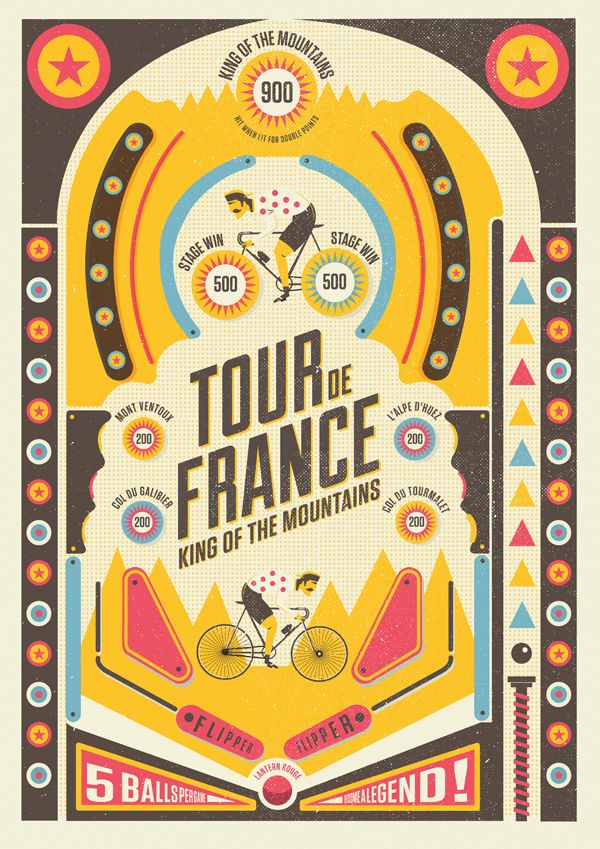 KING OF THE MOUNTAINS
900
HIT WHEN LIT FOR DOUBLE POINTS
STAGE WIN
500
STAGE WIN
500
TOUR DE
FRANCE
KING OF THE MOUNTAINS
MONT VENTOUX
200
L'ALPE D'HUEZ
200
COL DU GALIBIER
200
COL DU TOURMALET
200
FLIPPER
FLIPPER
LANTERN ROUGE
5 BALLS PER GAME
BECOME A LEGEND!